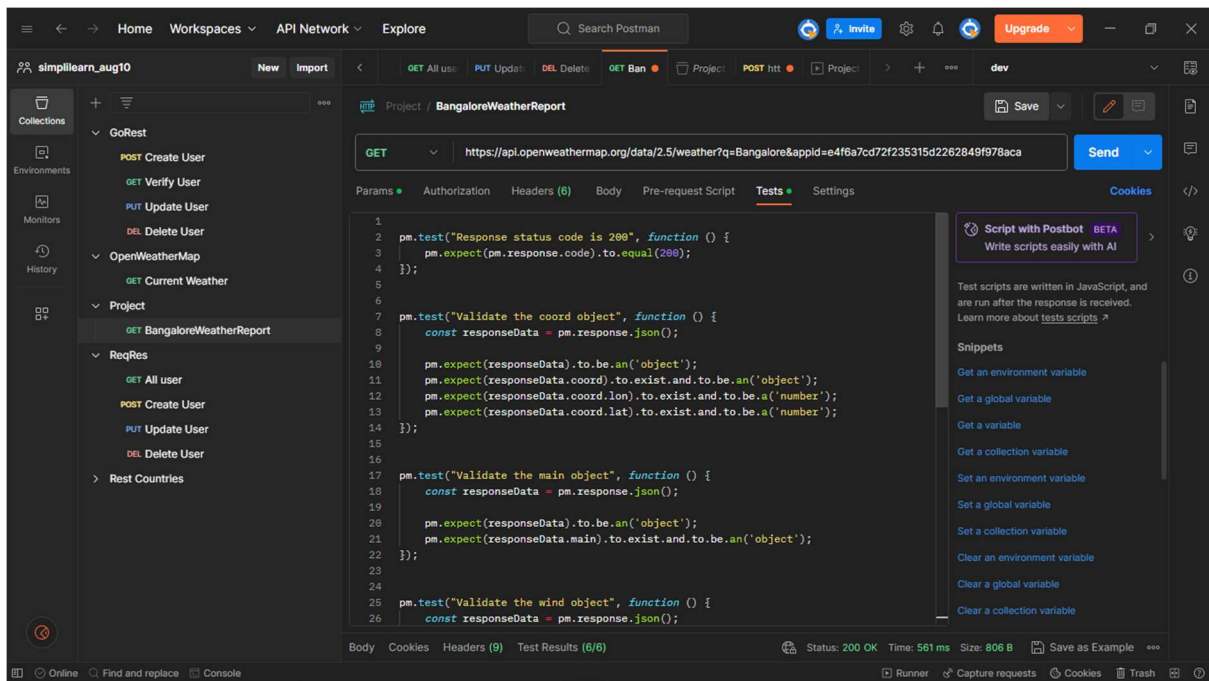 Home Workspaces API Network Explore Search Postman Invite Upgrade
simplilearn_aug10 New Import GET All use PUT Updat DEL Delete GET Ban Project POST htt Project dev
Collections
Environments
Monitors
History
GoRest
POST Create User
GET Verify User
PUT Update User
DEL Delete User
OpenWeatherMap
GET Current Weather
Project
GET BangaloreWeatherReport
ReqRes
GET All user
POST Create User
PUT Update User
DEL Delete User
Rest Countries
HTTP Project / BangaloreWeatherReport Save
GET https://api.openweathermap.org/data/2.5/weather?q=Bangalore&appid=e4f6a7cd72f235315d2262849f978aca Send
Params Authorization Headers (6) Body Pre-request Script Tests Settings Cookies
1
2 pm.test("Response status code is 200", function () {
3 pm.expect(pm.response.code).to.equal(200);
4 });
5
6
7 pm.test("Validate the coord object", function () {
8 const responseData = pm.response.json();
9
10 pm.expect(responseData).to.be.an('object');
11 pm.expect(responseData.coord).to.exist.and.to.be.an('object');
12 pm.expect(responseData.coord.lon).to.exist.and.to.be.a('number');
13 pm.expect(responseData.coord.lat).to.exist.and.to.be.a('number');
14 });
15
16
17 pm.test("Validate the main object", function () {
18 const responseData = pm.response.json();
19
20 pm.expect(responseData).to.be.an('object');
21 pm.expect(responseData.main).to.exist.and.to.be.an('object');
22 });
23
24
25 pm.test("Validate the wind object", function () {
26 const responseData = pm.response.json();
Script with Postbot BETA
Write scripts easily with AI
Test scripts are written in JavaScript, and
are run after the response is received.
Learn more about tests scripts ↗
Snippets
Get an environment variable
Get a global variable
Get a variable
Get a collection variable
Set an environment variable
Set a global variable
Set a collection variable
Clear an environment variable
Clear a global variable
Clear a collection variable
Body Cookies Headers (9) Test Results (6/6) Status: 200 OK Time: 561 ms Size: 806 B Save as Example
Online Find and replace Console Runner Capture requests Cookies Trash